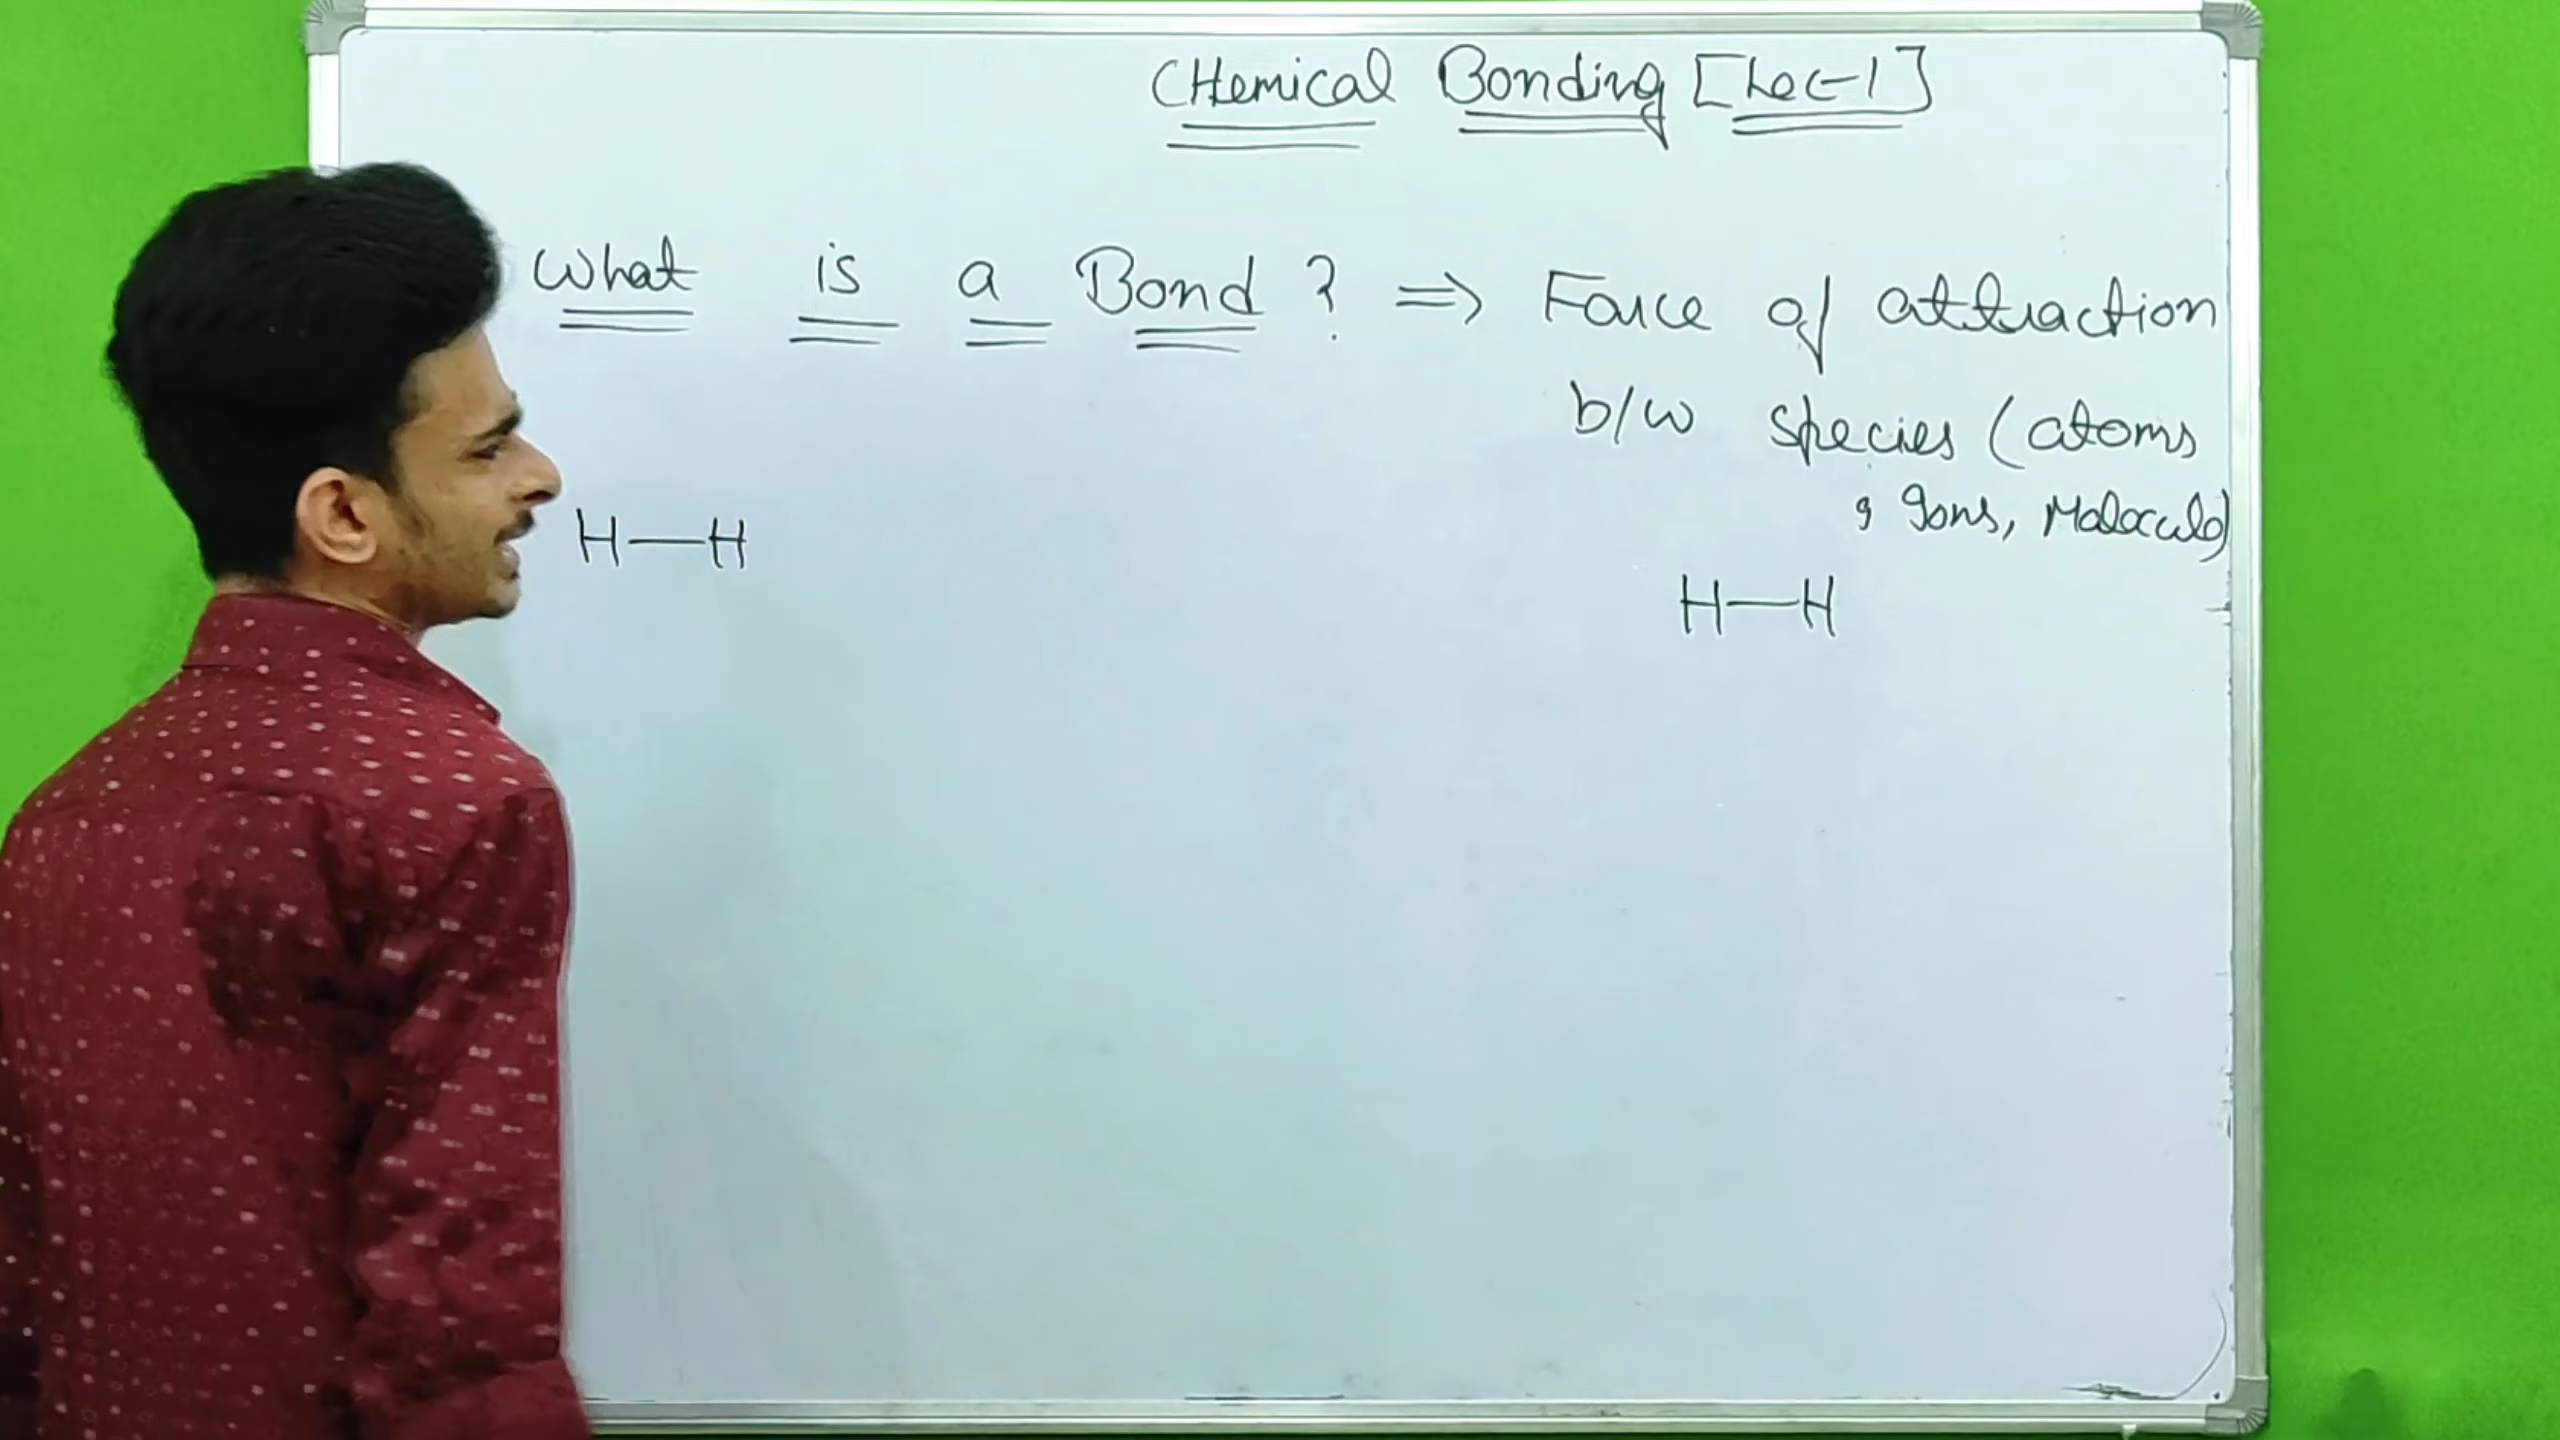 CHemical Bonding [Lec-1]
What is a Bond ? ⇒ Force of attraction
b/w Species (atoms
, Ions, Molecule)
H—H
H—H